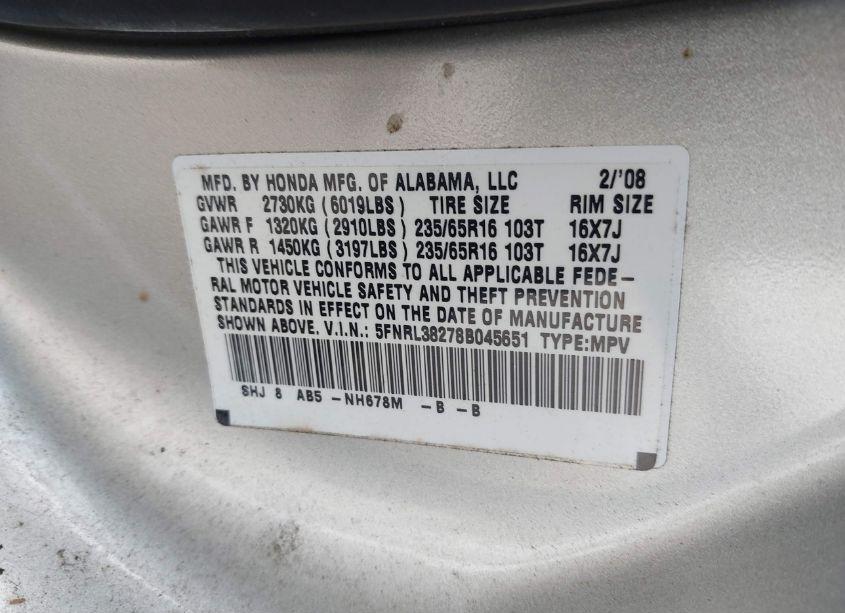 MFD. BY HONDA MFG. OF ALABAMA, LLC 2/'08
GVWR 2730KG (6019LBS) TIRE SIZE RIM SIZE
GAWR F 1320KG (2910LBS) 235/65R16 103T 16X7J
GAWR R 1450KG (3197LBS) 235/65R16 103T 16X7J
THIS VEHICLE CONFORMS TO ALL APPLICABLE FEDE-
RAL MOTOR VEHICLE SAFETY AND THEFT PREVENTION
STANDARDS IN EFFECT ON THE DATE OF MANUFACTURE
SHOWN ABOVE. V.I.N.: 5FNRL38278B045651 TYPE:MPV
SHJ 8 AB5 -NH678M -B -B